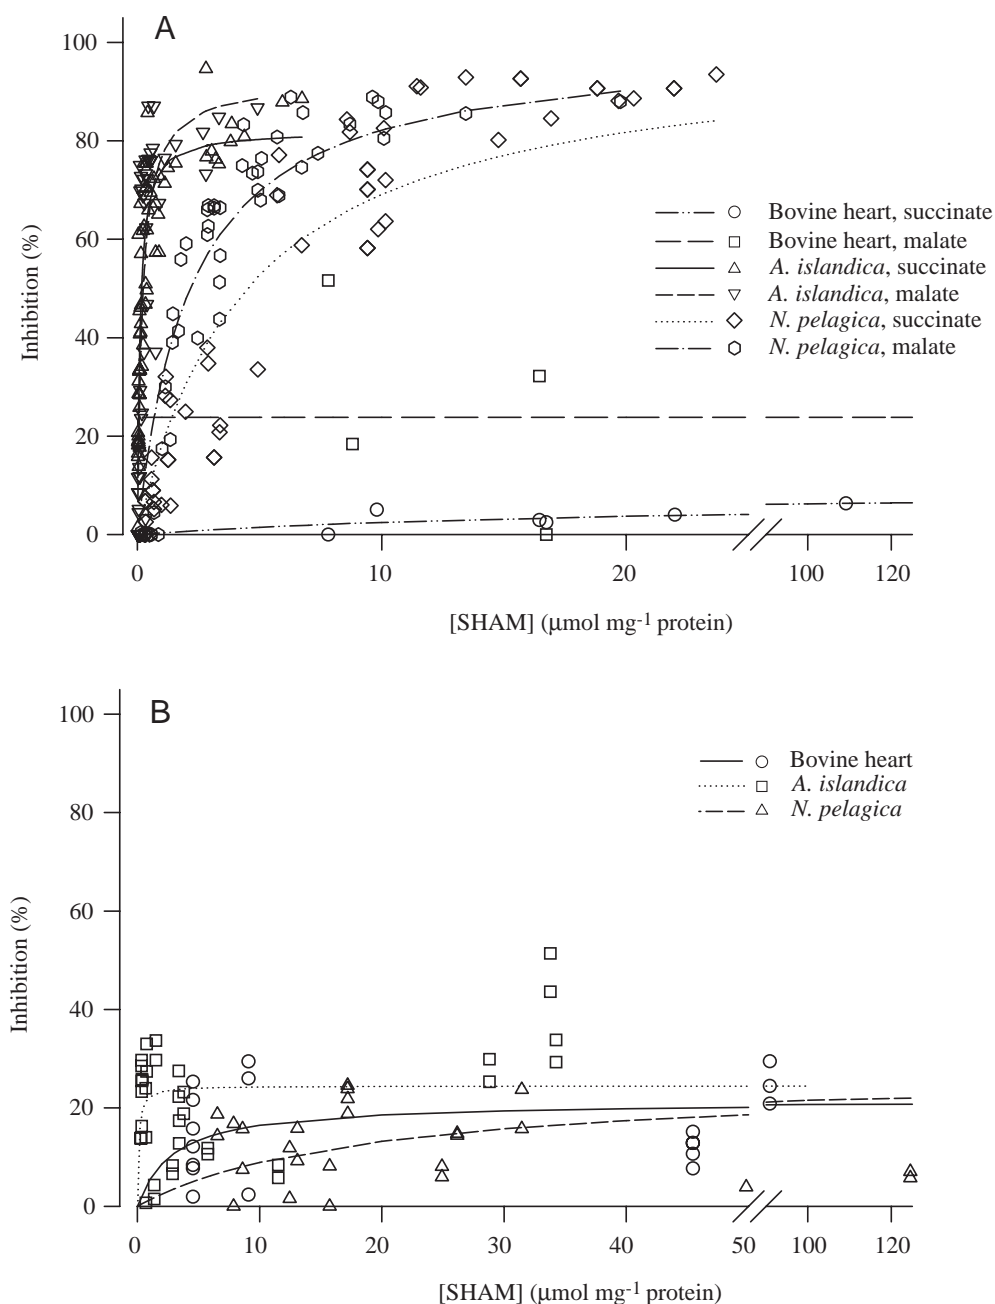 A
100
80
60
40
20
0
Inhibition (%)
Bovine heart, succinate
Bovine heart, malate
A. islandica, succinate
A. islandica, malate
N. pelagica, succinate
N. pelagica, malate
0 10 20 100 120
[SHAM] (μmol mg-1 protein)
B
100
80
60
40
20
0
Inhibition (%)
Bovine heart
A. islandica
N. pelagica
0 10 20 30 40 50 100 120
[SHAM] (μmol mg-1 protein)